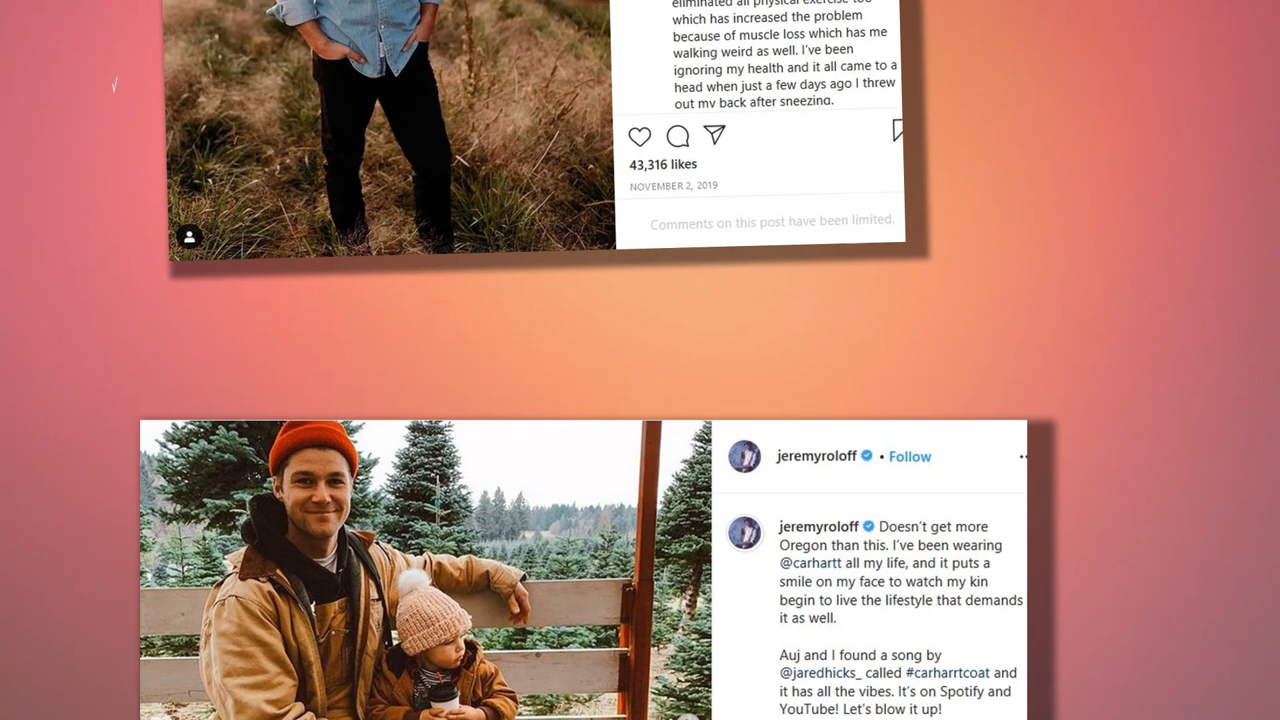 eliminated all physical exercise too
which has increased the problem
because of muscle loss which has me
walking weird as well. I've been
ignoring my health and it all came to a
head when just a few days ago I threw
out my back after sneezing.
43,316 likes
NOVEMBER 2, 2019
Comments on this post have been limited.
jeremyroloff • Follow
jeremyroloff Doesn't get more
Oregon than this. I've been wearing
@carhartt all my life, and it puts a
smile on my face to watch my kin
begin to live the lifestyle that demands
it as well.
Auj and I found a song by
@jaredhicks_ called #carharrtcoat and
it has all the vibes. It's on Spotify and
YouTube! Let's blow it up!